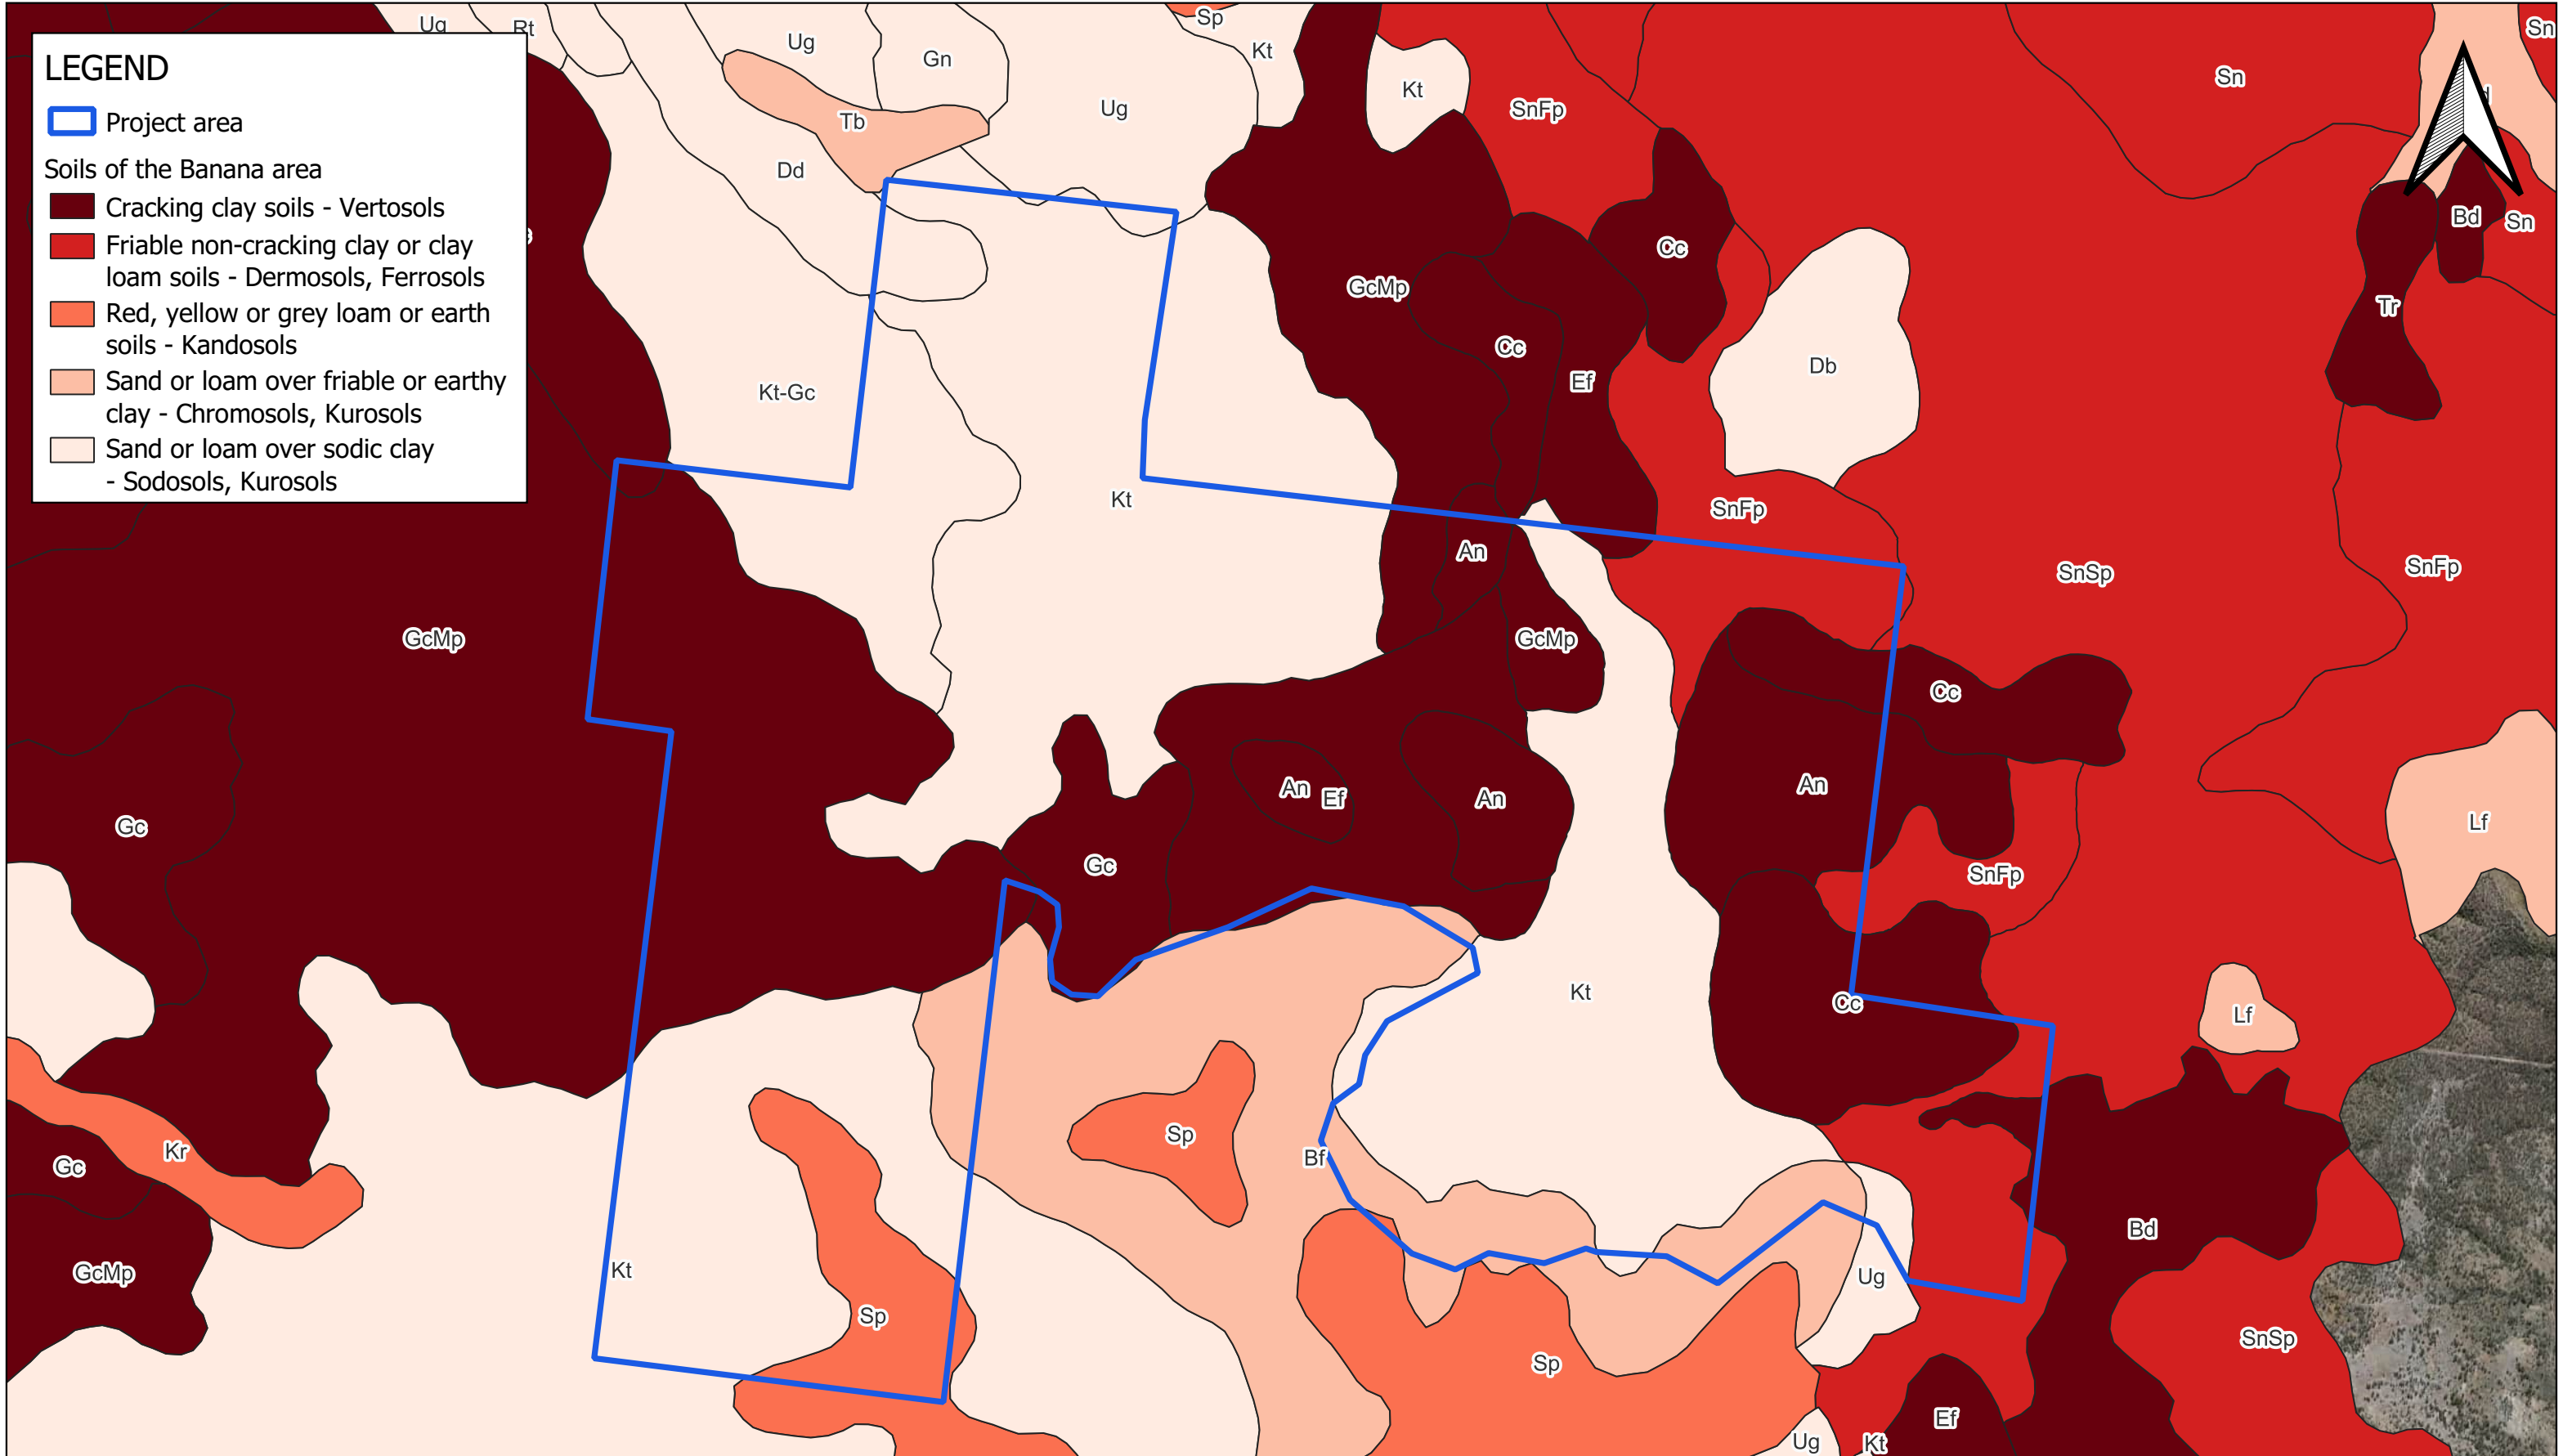 LEGEND
Project area
Soils of the Banana area
Cracking clay soils - Vertosols
Friable non-cracking clay or clay
loam soils - Dermosols, Ferrosols
Red, yellow or grey loam or earth
soils - Kandosols
Sand or loam over friable or earthy
clay - Chromosols, Kurosols
Sand or loam over sodic clay
- Sodosols, Kurosols
Ug
Rt
Ug
Gn
Sp
Kt
Kt
Ug
Tb
Dd
SnFp
Sn
Sn
Bd
Sn
Cc
GcMp
Tr
Cc
Ef
Db
Kt-Gc
Kt
SnFp
An
SnSp
SnFp
GcMp
GcMp
Cc
An
Ef
An
An
Gc
Gc
SnFp
Lf
Kt
Cc
Lf
Kr
Gc
Sp
Bf
Bd
GcMp
Kt
Ug
Sp
SnSp
Sp
Ef
Ug
Kt